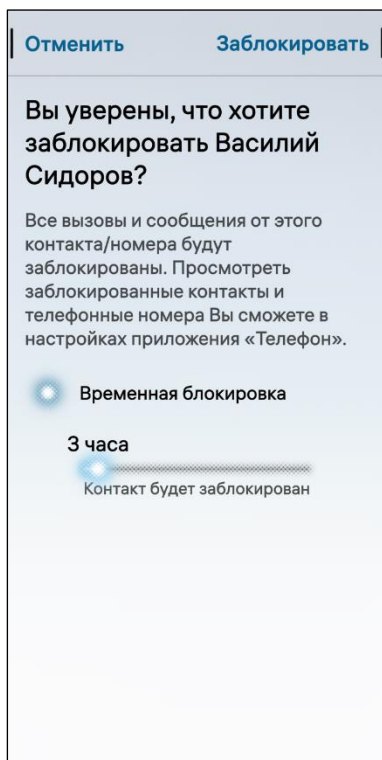 Отменить Заблокировать
Вы уверены, что хотите
заблокировать Василий
Сидоров?
Все вызовы и сообщения от этого
контакта/номера будут
заблокированы. Просмотреть
заблокированные контакты и
телефонные номера Вы сможете в
настройках приложения «Телефон».
Временная блокировка
3 часа
Контакт будет заблокирован